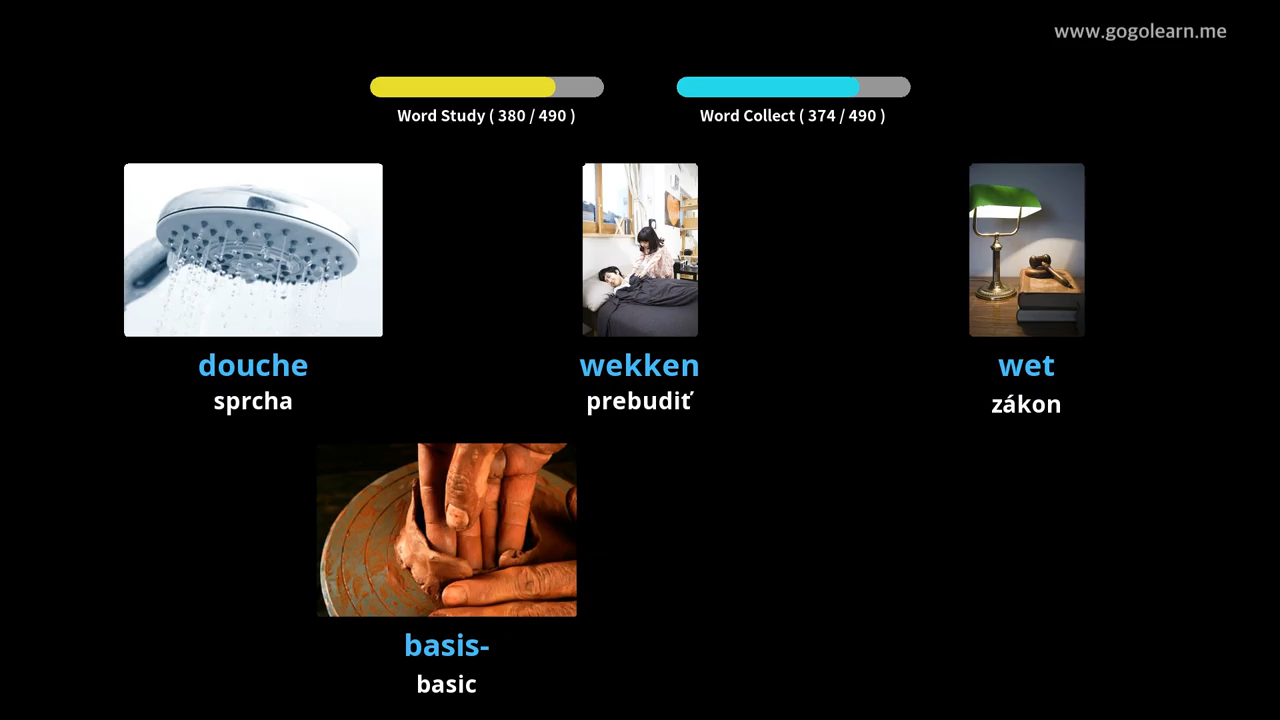 www.gogolearn.me
Word Study ( 380 / 490 )
Word Collect ( 374 / 490 )
douche
sprcha
wekken
prebudiť
wet
zákon
basis-
basic